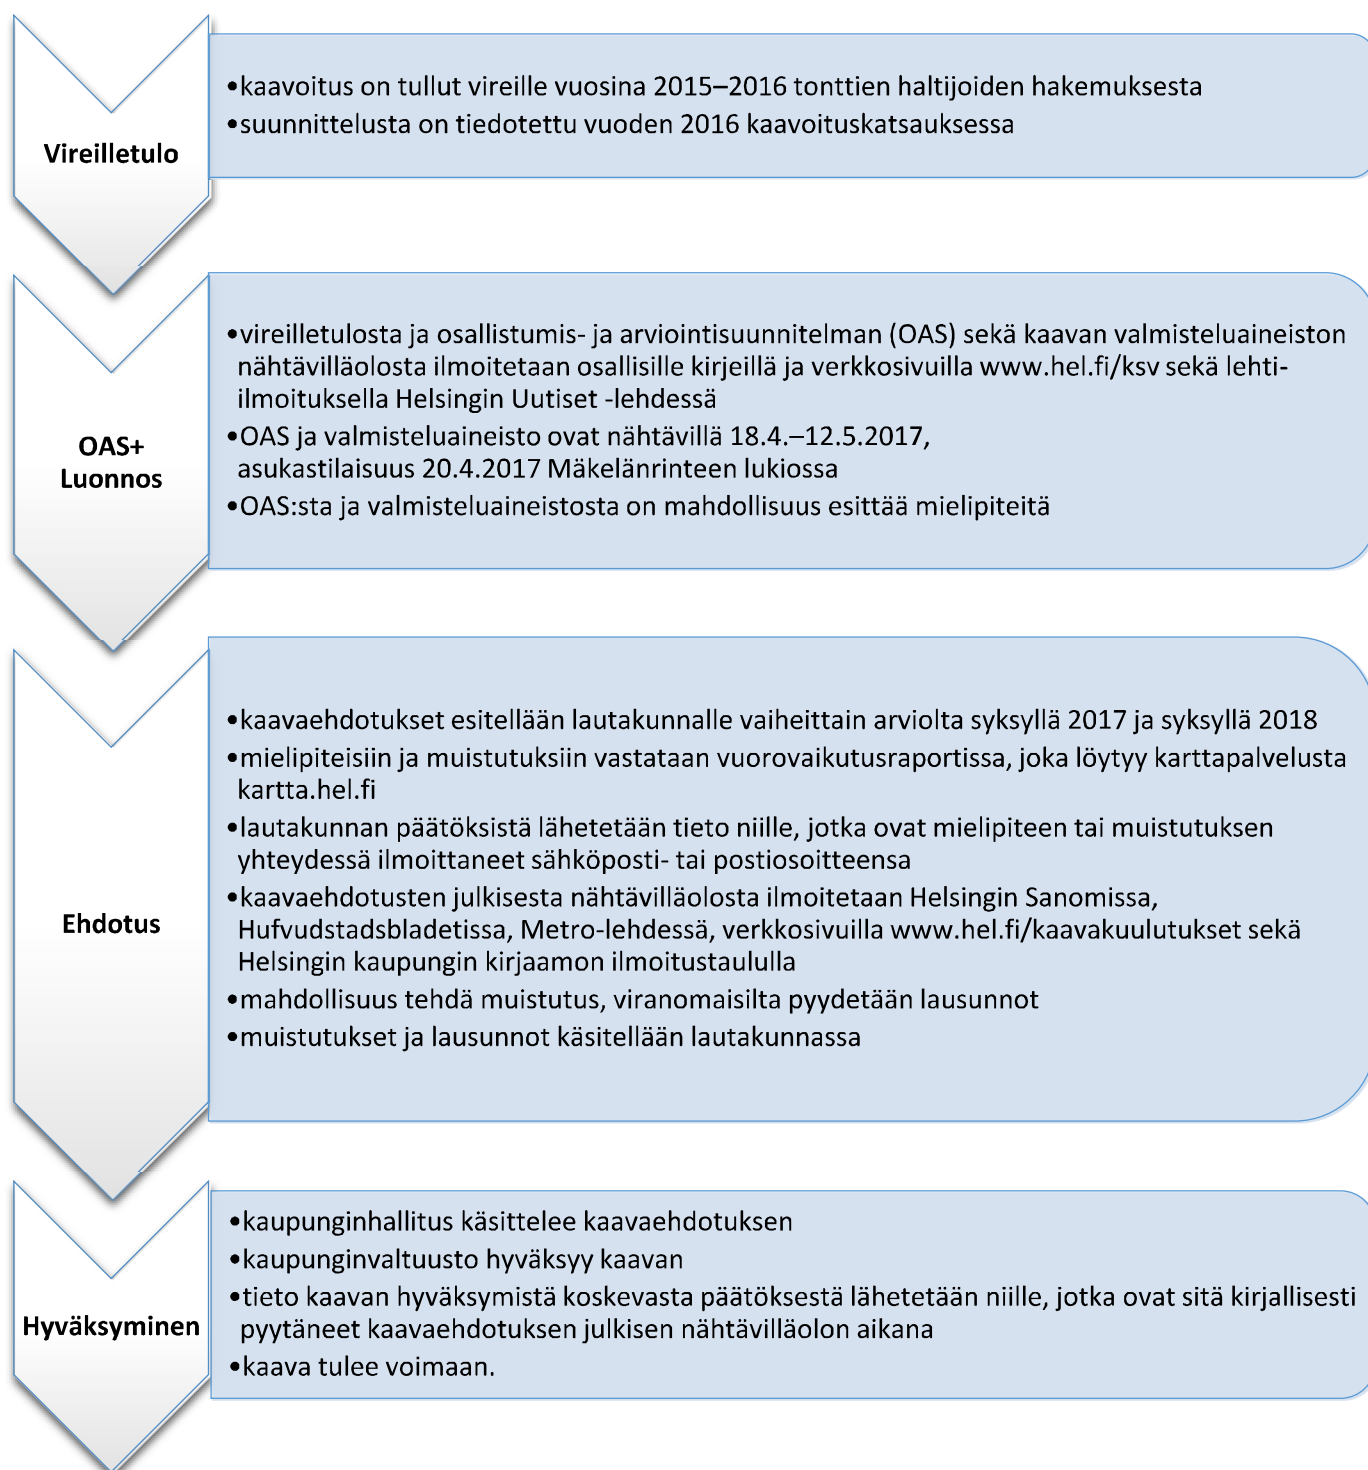 Vireilletulo
•kaavoitus on tullut vireille vuosina 2015–2016 tonttien haltijoiden hakemuksesta
•suunnittelusta on tiedotettu vuoden 2016 kaavoituskatsauksessa
OAS+
Luonnos
•vireilletulosta ja osallistumis- ja arviointisuunnitelman (OAS) sekä kaavan valmisteluaineiston
nähtävilläolosta ilmoitetaan osallisille kirjeillä ja verkkosivuilla www.hel.fi/ksv sekä lehti-
ilmoituksella Helsingin Uutiset -lehdessä
•OAS ja valmisteluaineisto ovat nähtävillä 18.4.–12.5.2017,
asukastilaisuus 20.4.2017 Mäkelänrinteen lukiossa
•OAS:sta ja valmisteluaineistosta on mahdollisuus esittää mielipiteitä
Ehdotus
•kaavaehdotukset esitellään lautakunnalle vaiheittain arviolta syksyllä 2017 ja syksyllä 2018
•mielipiteisiin ja muistutuksiin vastataan vuorovaikutusraportissa, joka löytyy karttapalvelusta
kartta.hel.fi
•lautakunnan päätöksistä lähetetään tieto niille, jotka ovat mielipiteen tai muistutuksen
yhteydessä ilmoittaneet sähköposti- tai postiosoitteensa
•kaavaehdotusten julkisesta nähtävilläolosta ilmoitetaan Helsingin Sanomissa,
Hufvudstadsbladetissa, Metro-lehdessä, verkkosivuilla www.hel.fi/kaavakuulutukset sekä
Helsingin kaupungin kirjaamon ilmoitustaululla
•mahdollisuus tehdä muistutus, viranomaisilta pyydetään lausunnot
•muistutukset ja lausunnot käsitellään lautakunnassa
Hyväksyminen
•kaupunginhallitus käsittelee kaavaehdotuksen
•kaupunginvaltuusto hyväksyy kaavan
•tieto kaavan hyväksymistä koskevasta päätöksestä lähetetään niille, jotka ovat sitä kirjallisesti
pyytäneet kaavaehdotuksen julkisen nähtävilläolon aikana
•kaava tulee voimaan.